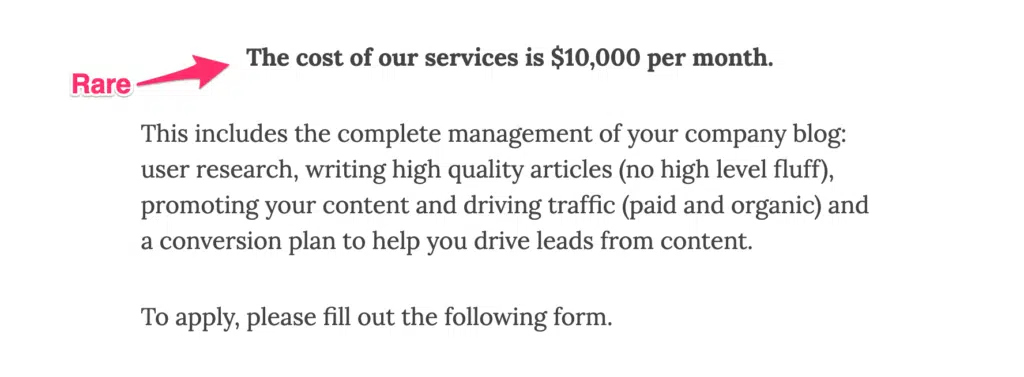 The cost of our services is $10,000 per month.
Rare
This includes the complete management of your company blog:
user research, writing high quality articles (no high level fluff),
promoting your content and driving traffic (paid and organic) and
a conversion plan to help you drive leads from content.
To apply, please fill out the following form.